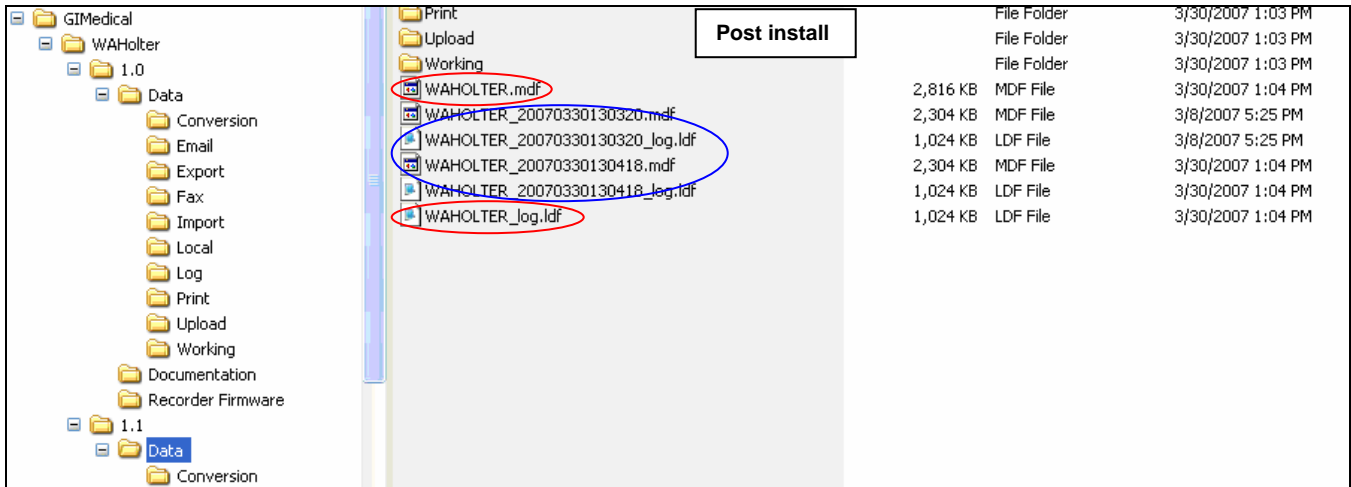 GIMedical
WAHolter
1.0
Data
Conversion
Email
Export
Fax
Import
Local
Log
Print
Upload
Working
Documentation
Recorder Firmware
1.1
Data
Conversion
Post install
Print File Folder 3/30/2007 1:03 PM
Upload File Folder 3/30/2007 1:03 PM
Working File Folder 3/30/2007 1:03 PM
WAHOLTER.mdf 2,816 KB MDF File 3/30/2007 1:04 PM
WAHOLTER_20070330130320.mdf 2,304 KB MDF File 3/8/2007 5:25 PM
WAHOLTER_20070330130320_log.ldf 1,024 KB LDF File 3/8/2007 5:25 PM
WAHOLTER_20070330130418.mdf 2,304 KB MDF File 3/30/2007 1:04 PM
WAHOLTER_20070330130418_log.ldf 1,024 KB LDF File 3/30/2007 1:04 PM
WAHOLTER_log.ldf 1,024 KB LDF File 3/30/2007 1:04 PM